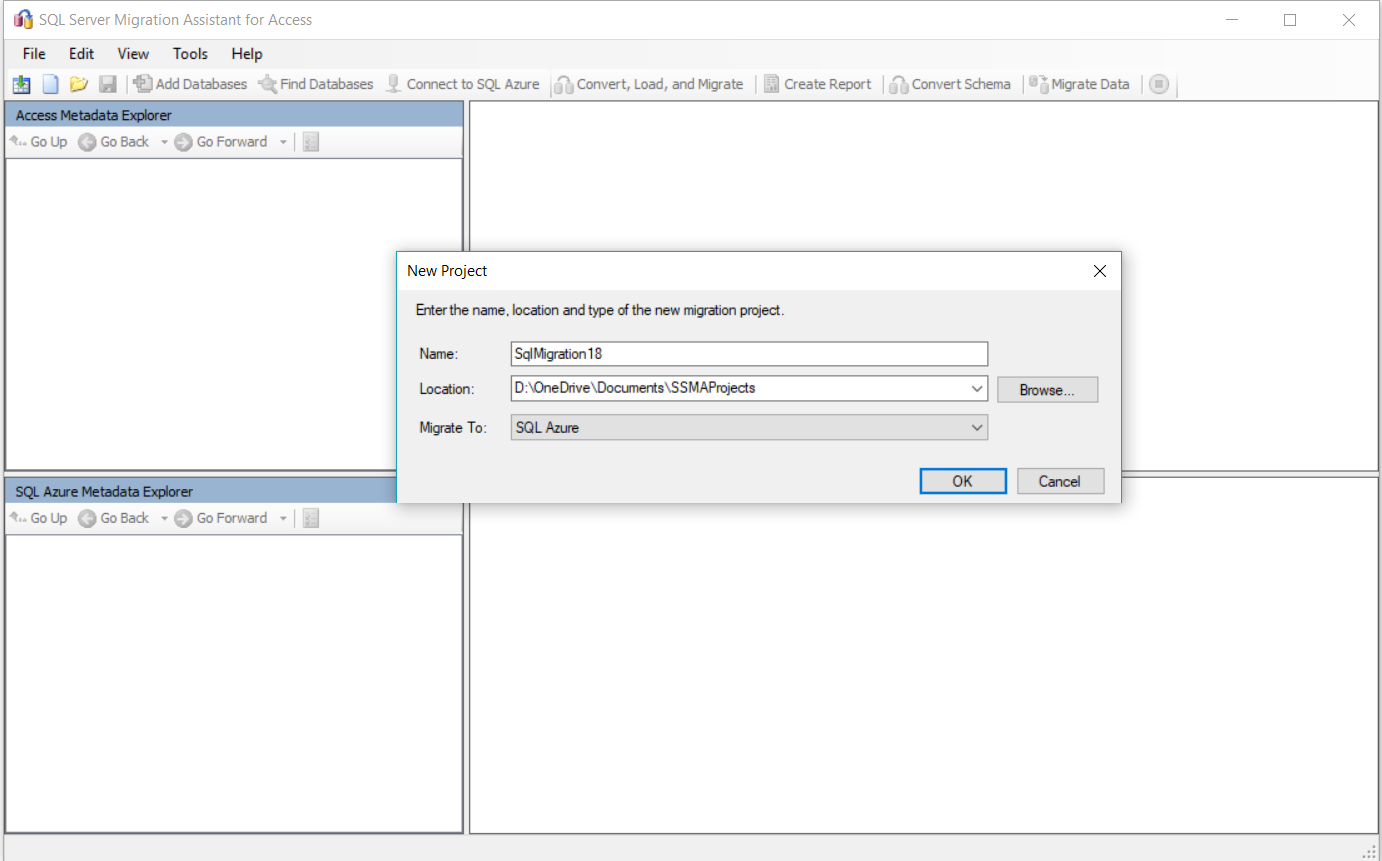 SQL Server Migration Assistant for Access
File Edit View Tools Help
Add Databases Find Databases Connect to SQL Azure Convert, Load, and Migrate Create Report Convert Schema Migrate Data
Access Metadata Explorer
Go Up Go Back Go Forward
New Project
Enter the name, location and type of the new migration project.
Name: SqlMigration18
Location: D:\OneDrive\Documents\SSMAProjects Browse...
Migrate To: SQL Azure
OK Cancel
SQL Azure Metadata Explorer
Go Up Go Back Go Forward